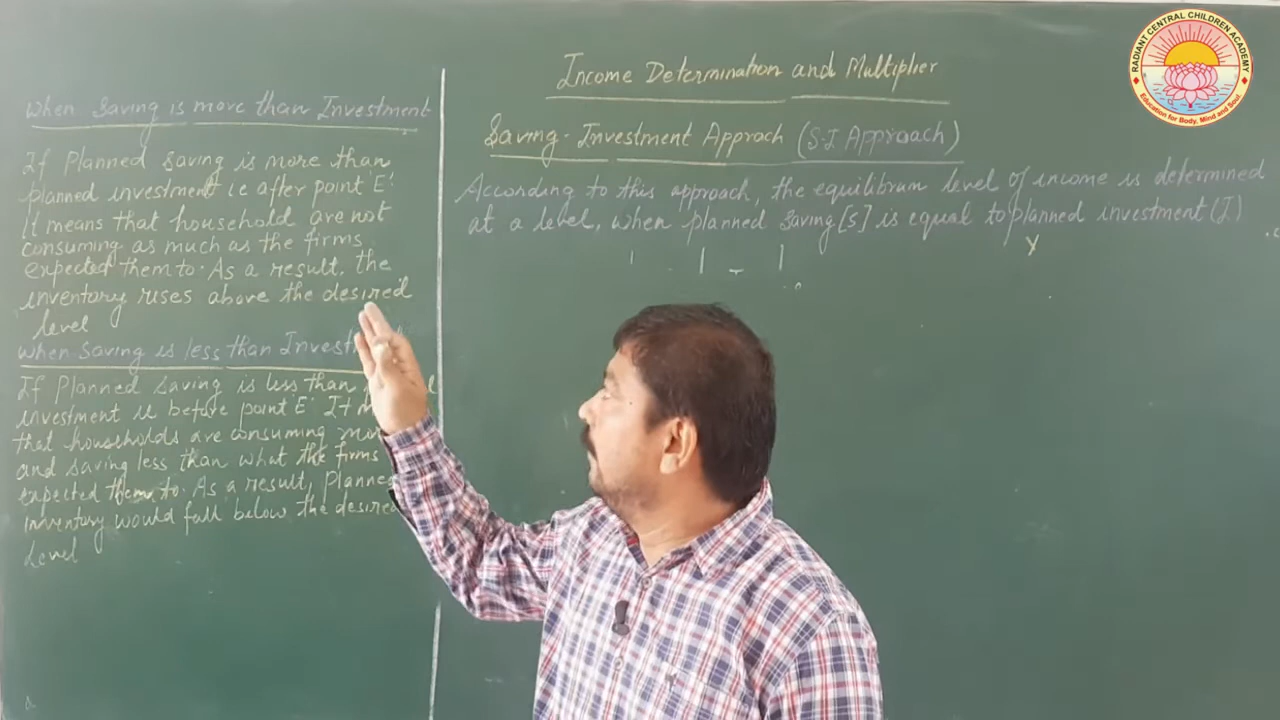 Income Determination and Multiplier
Saving-Investment Approch (S-I Approach)
According to this approach, the equilibrum level of income is determined
at a level, when planned saving [S] is equal to planned investment (I)
Y
When Saving is more than Investment
If Planned saving is more than
planned investment i.e after point E'.
It means that household are not
consuming as much as the firms
expected them to. As a result, the
inventory rises above the desired
level
When Saving is less than
If Planned Saving is less than
investment ie before point E' It
that households are consuming
and saving less than what the firms
expected them to. As a result,
inventory would fall below the
level
RADIANT CENTRAL CHILDREN ACADEMY
Education for Body, Mind and Soul